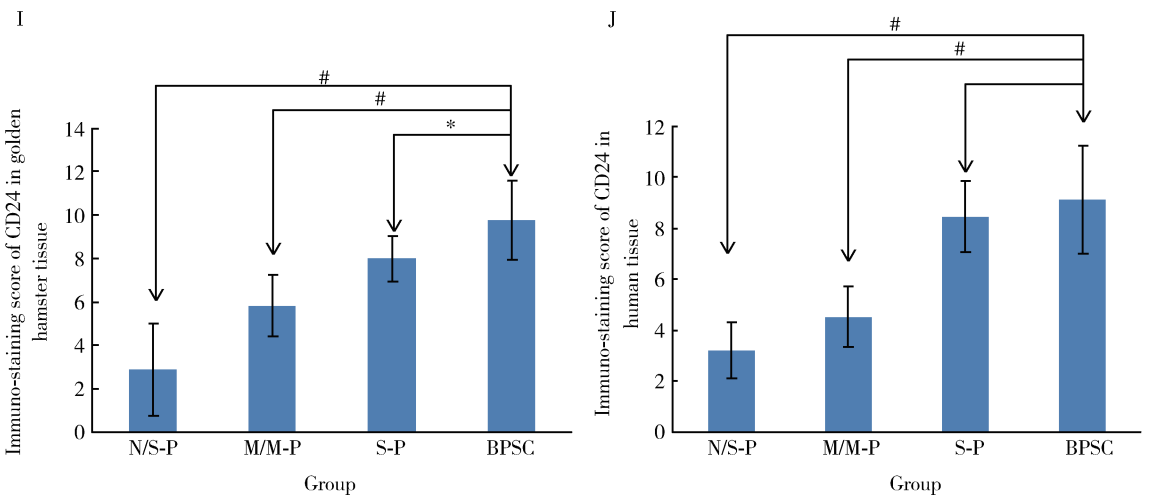 I
#
#
*
Immuno-staining score of CD24 in golden
hamster tissue
14
12
10
8
6
4
2
0
N/S-P M/M-P S-P BPSC
Group
J
#
#
Immuno-staining score of CD24 in
human tissue
12
10
8
6
4
2
0
N/S-P M/M-P S-P BPSC
Group